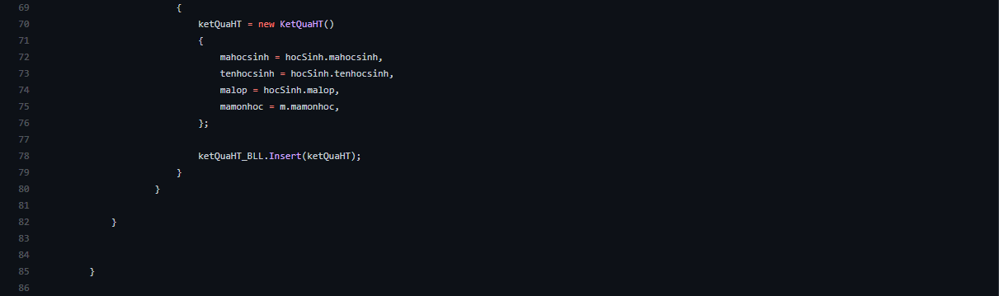 69 {
70 ketQuaHT = new KetQuaHT()
71 {
72 mahocsinh = hocSinh.mahocsinh,
73 tenhocsinh = hocSinh.tenhocsinh,
74 malop = hocSinh.malop,
75 mamonhoc = m.mamonhoc,
76 };
77
78 ketQuaHT_BLL.Insert(ketQuaHT);
79 }
80 }
81
82 }
83
84
85 }
86